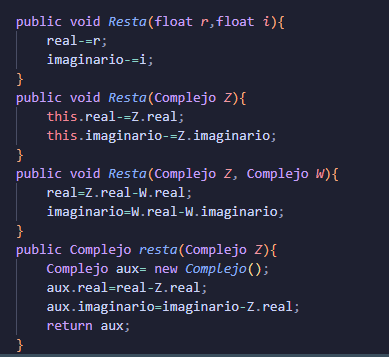 public void Resta(float r,float i){
real-=r;
imaginario-=i;
}
public void Resta(Complejo Z){
this.real-=Z.real;
this.imaginario-=Z.imaginario;
}
public void Resta(Complejo Z, Complejo W){
real=Z.real-W.real;
imaginario=W.real-W.imaginario;
}
public Complejo resta(Complejo Z){
Complejo aux= new Complejo();
aux.real=real-Z.real;
aux.imaginario=imaginario-Z.real;
return aux;
}